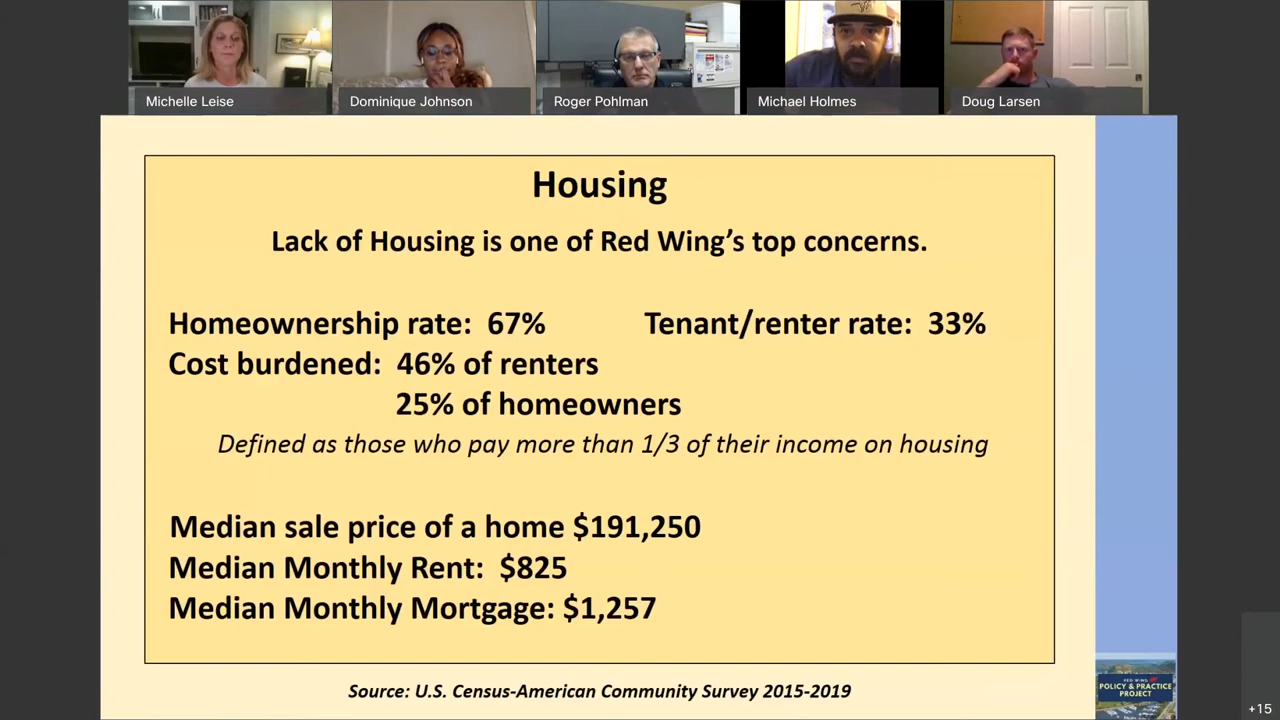 Michelle Leise
Dominique Johnson
Roger Pohlman
Michael Holmes
Doug Larsen
Housing
Lack of Housing is one of Red Wing’s top concerns.
Homeownership rate: 67% Tenant/renter rate: 33%
Cost burdened: 46% of renters
25% of homeowners
Defined as those who pay more than 1/3 of their income on housing
Median sale price of a home $191,250
Median Monthly Rent: $825
Median Monthly Mortgage: $1,257
Source: U.S. Census-American Community Survey 2015-2019
RED WING
POLICY & PRACTICE
PROJECT
+15